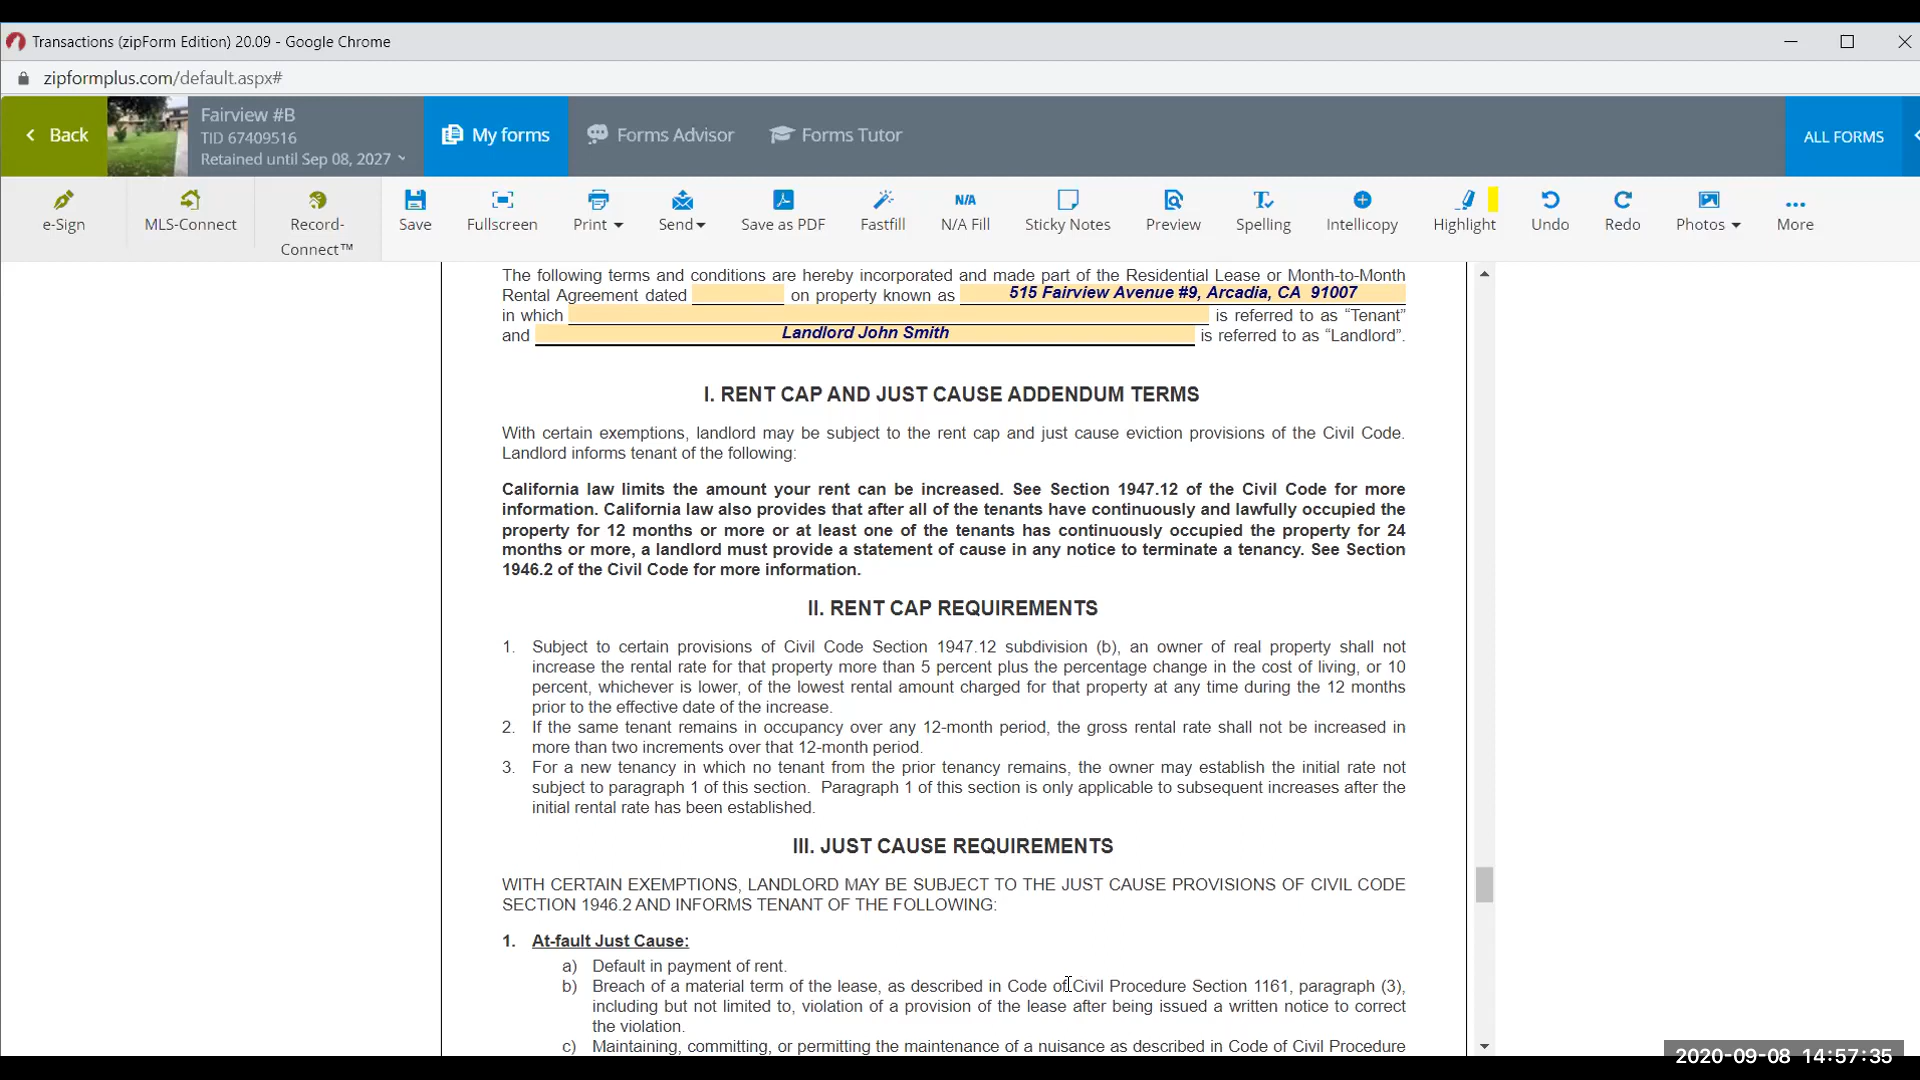 Transactions (zipForm Edition) 20.09 - Google Chrome
zipformplus.com/default.aspx#
Back
Fairview #B
TID 67409516
Retained until Sep 08, 2027
My forms
Forms Advisor
Forms Tutor
ALL FORMS
e-Sign
MLS-Connect
Record-
Connect™
Save
Fullscreen
Print
Send
Save as PDF
Fastfill
N/A
N/A Fill
Sticky Notes
Preview
Spelling
Intellicopy
Highlight
Undo
Redo
Photos
More
The following terms and conditions are hereby incorporated and made part of the Residential Lease or Month-to-Month
Rental Agreement dated on property known as 515 Fairview Avenue #9, Arcadia, CA 91007
in which is referred to as “Tenant”
and Landlord John Smith is referred to as “Landlord”.
I. RENT CAP AND JUST CAUSE ADDENDUM TERMS
With certain exemptions, landlord may be subject to the rent cap and just cause eviction provisions of the Civil Code.
Landlord informs tenant of the following:
California law limits the amount your rent can be increased. See Section 1947.12 of the Civil Code for more
information. California law also provides that after all of the tenants have continuously and lawfully occupied the
property for 12 months or more or at least one of the tenants has continuously occupied the property for 24
months or more, a landlord must provide a statement of cause in any notice to terminate a tenancy. See Section
1946.2 of the Civil Code for more information.
II. RENT CAP REQUIREMENTS
1. Subject to certain provisions of Civil Code Section 1947.12 subdivision (b), an owner of real property shall not
increase the rental rate for that property more than 5 percent plus the percentage change in the cost of living, or 10
percent, whichever is lower, of the lowest rental amount charged for that property at any time during the 12 months
prior to the effective date of the increase.
2. If the same tenant remains in occupancy over any 12-month period, the gross rental rate shall not be increased in
more than two increments over that 12-month period.
3. For a new tenancy in which no tenant from the prior tenancy remains, the owner may establish the initial rate not
subject to paragraph 1 of this section. Paragraph 1 of this section is only applicable to subsequent increases after the
initial rental rate has been established.
III. JUST CAUSE REQUIREMENTS
WITH CERTAIN EXEMPTIONS, LANDLORD MAY BE SUBJECT TO THE JUST CAUSE PROVISIONS OF CIVIL CODE
SECTION 1946.2 AND INFORMS TENANT OF THE FOLLOWING:
1. At-fault Just Cause:
a) Default in payment of rent.
b) Breach of a material term of the lease, as described in Code of Civil Procedure Section 1161, paragraph (3),
including but not limited to, violation of a provision of the lease after being issued a written notice to correct
the violation.
c) Maintaining, committing, or permitting the maintenance of a nuisance as described in Code of Civil Procedure
2020-09-08 14:57:35